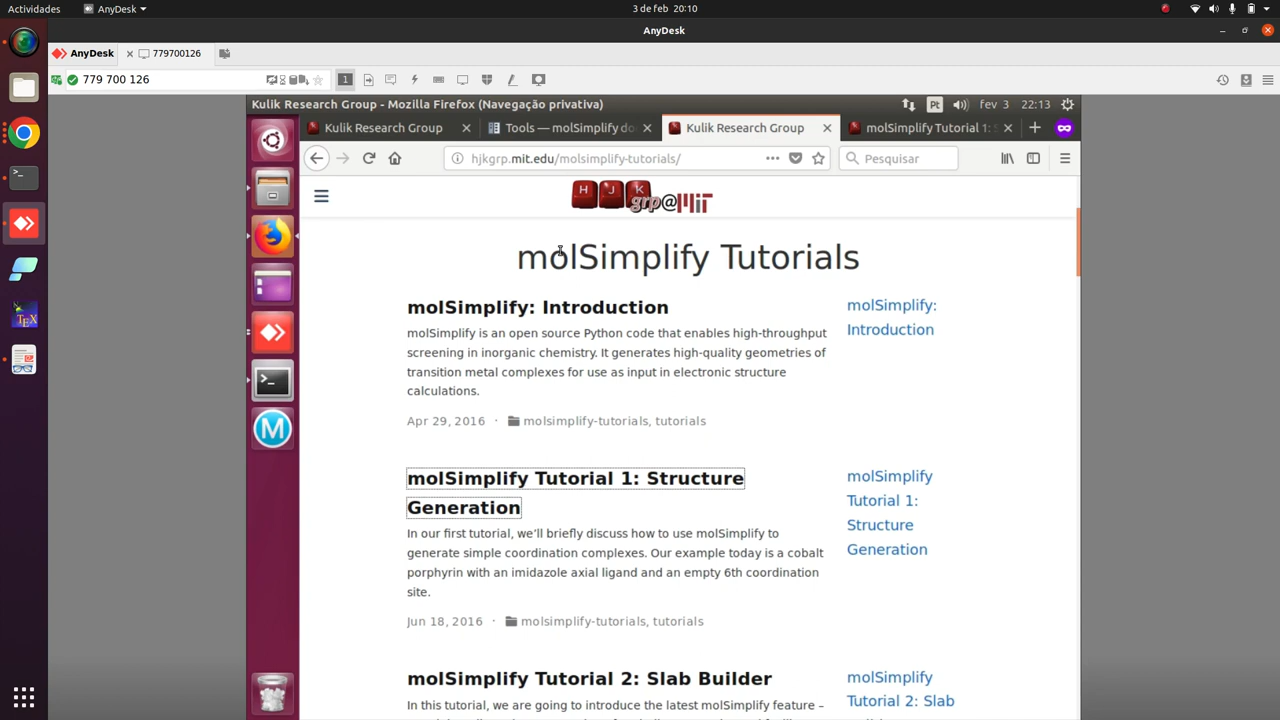 Actividades
AnyDesk
3 de feb 20:10
AnyDesk
AnyDesk
779700126
779 700 126
1
Kulik Research Group - Mozilla Firefox (Navegação privativa)
Pt
fev 3
22:13
Kulik Research Group
Tools — molSimplify do
Kulik Research Group
molSimplify Tutorial 1: S
hjkgrp.mit.edu/molsimplify-tutorials/
Pesquisar
HJKgrp@MIT
molSimplify Tutorials
molSimplify: Introduction
molSimplify is an open source Python code that enables high-throughput
screening in inorganic chemistry. It generates high-quality geometries of
transition metal complexes for use as input in electronic structure
calculations.
Apr 29, 2016 · molsimplify-tutorials, tutorials
molSimplify:
Introduction
molSimplify Tutorial 1: Structure
Generation
In our first tutorial, we’ll briefly discuss how to use molSimplify to
generate simple coordination complexes. Our example today is a cobalt
porphyrin with an imidazole axial ligand and an empty 6th coordination
site.
Jun 18, 2016 · molsimplify-tutorials, tutorials
molSimplify
Tutorial 1:
Structure
Generation
molSimplify Tutorial 2: Slab Builder
In this tutorial, we are going to introduce the latest molSimplify feature –
molSimplify
Tutorial 2: Slab
TEX
M